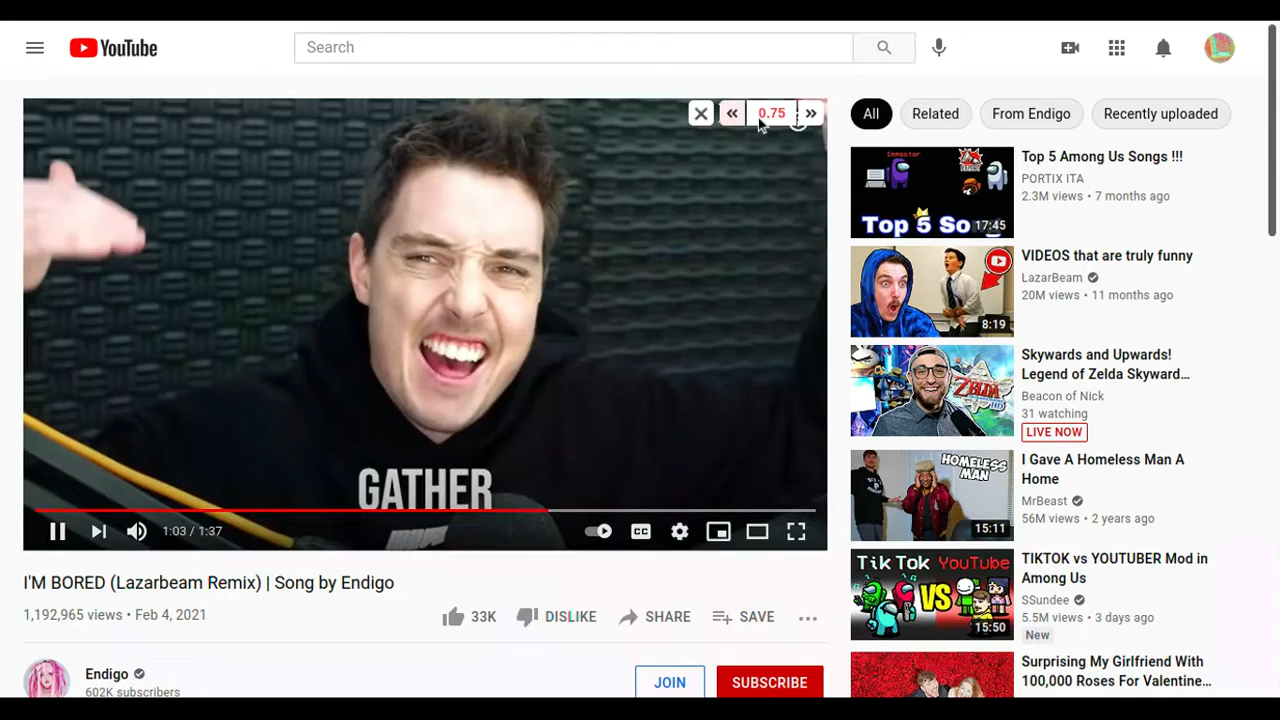 YouTube
Search
0.75
GATHER
1:03 / 1:37
CC
I'M BORED (Lazarbeam Remix) | Song by Endigo
1,192,965 views • Feb 4, 2021
33K
DISLIKE
SHARE
SAVE
Endigo
602K subscribers
JOIN
SUBSCRIBE
All
Related
From Endigo
Recently uploaded
Top 5 So
17:45
Top 5 Among Us Songs !!!
PORTIX ITA
2.3M views • 7 months ago
8:19
VIDEOS that are truly funny
LazarBeam
20M views • 11 months ago
ZELDA
HD
Skywards and Upwards!
Legend of Zelda Skyward…
Beacon of Nick
31 watching
LIVE NOW
HOMELESS
MAN
15:11
I Gave A Homeless Man A
Home
MrBeast
56M views • 2 years ago
TikTok YouTube
VS
15:50
TIKTOK vs YOUTUBER Mod in
Among Us
SSundee
5.5M views • 3 days ago
New
Surprising My Girlfriend With
100,000 Roses For Valentine…